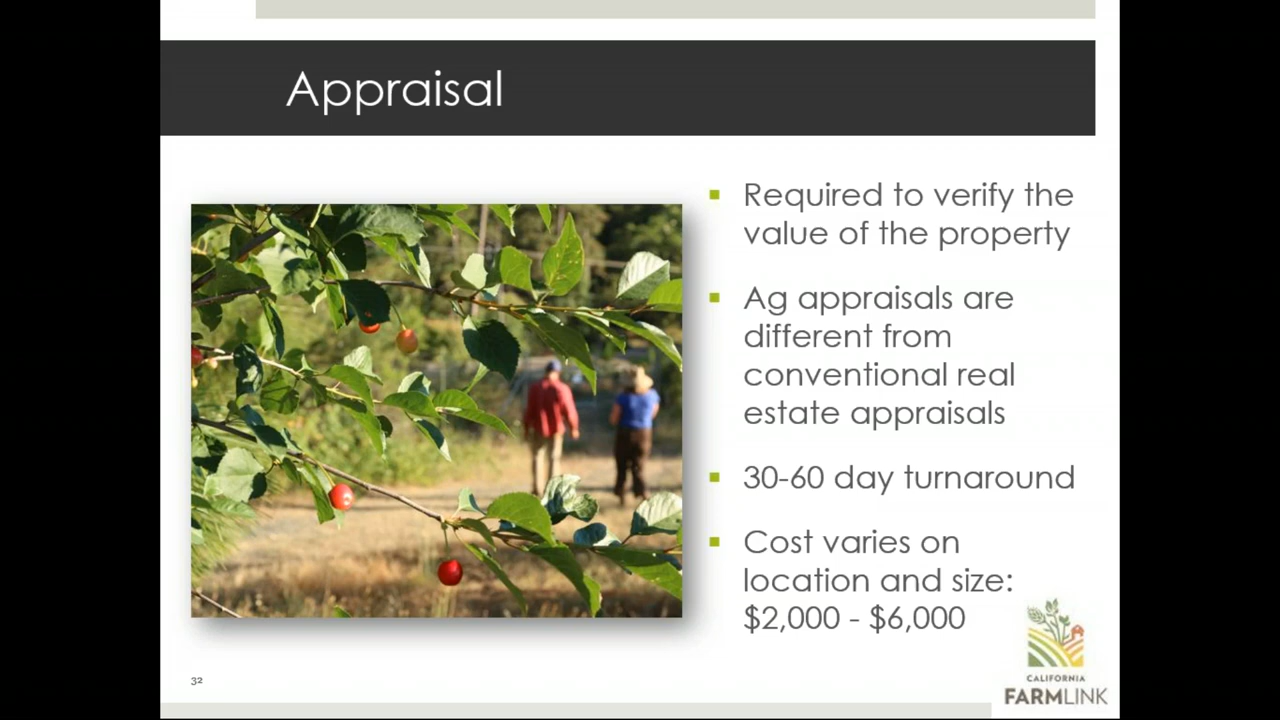 Appraisal
Required to verify the
value of the property
Ag appraisals are
different from
conventional real
estate appraisals
30-60 day turnaround
Cost varies on
location and size:
$2,000 - $6,000
32
CALIFORNIA
FARMLINK